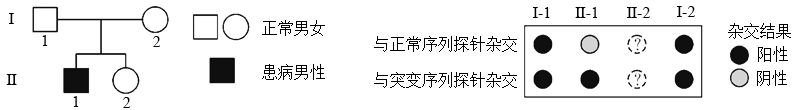 I
1
2
II
1
2
正常男女
患病男性
I-1 II-1 II-2 I-2
与正常序列探针杂交 ?
与突变序列探针杂交 ?
杂交结果
阳性
阴性